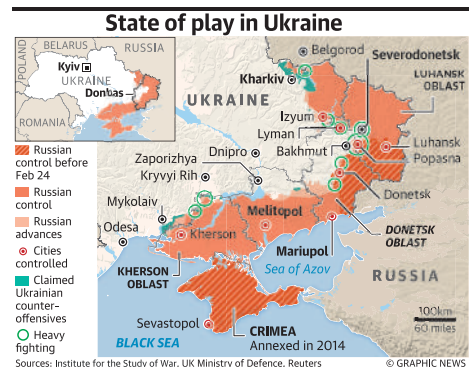 State of play in Ukraine
POLAND
BELARUS
RUSSIA
Kyiv
UKRAINE
Donbas
ROMANIA
Belgorod
Severodonetsk
Kharkiv
LUHANSK
OBLAST
UKRAINE
Izyum
Lyman
Dnipro
Bakhmut
Luhansk
Popasna
Zaporizhya
Kryvyi Rih
Donetsk
Mykolaiv
Melitopol
Odesa
Kherson
DONETSK
OBLAST
Mariupol
Sea of Azov
KHERSON
OBLAST
RUSSIA
Sevastopol
CRIMEA
Annexed in 2014
BLACK SEA
100km
60 miles
Russian
control before
Feb 24
Russian
control
Russian
advances
Cities
controlled
Claimed
Ukrainian
counter-
offensives
Heavy
fighting
Sources: Institute for the Study of War, UK Ministry of Defence, Reuters
© GRAPHIC NEWS